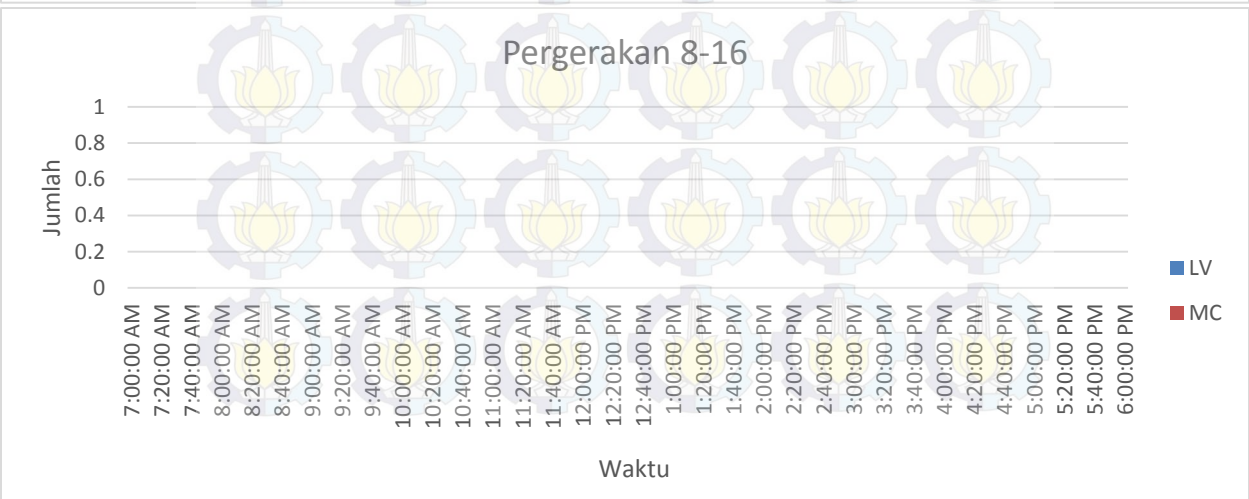 Pergerakan 8-16
1
0.8
0.6
0.4
0.2
0
Jumlah
7:00:00 AM
7:20:00 AM
7:40:00 AM
8:00:00 AM
8:20:00 AM
8:40:00 AM
9:00:00 AM
9:20:00 AM
9:40:00 AM
10:00:00 AM
10:20:00 AM
10:40:00 AM
11:00:00 AM
11:20:00 AM
11:40:00 AM
12:00:00 PM
12:20:00 PM
12:40:00 PM
1:00:00 PM
1:20:00 PM
1:40:00 PM
2:00:00 PM
2:20:00 PM
2:40:00 PM
3:00:00 PM
3:20:00 PM
3:40:00 PM
4:00:00 PM
4:20:00 PM
4:40:00 PM
5:00:00 PM
5:20:00 PM
5:40:00 PM
6:00:00 PM
Waktu
LV
MC